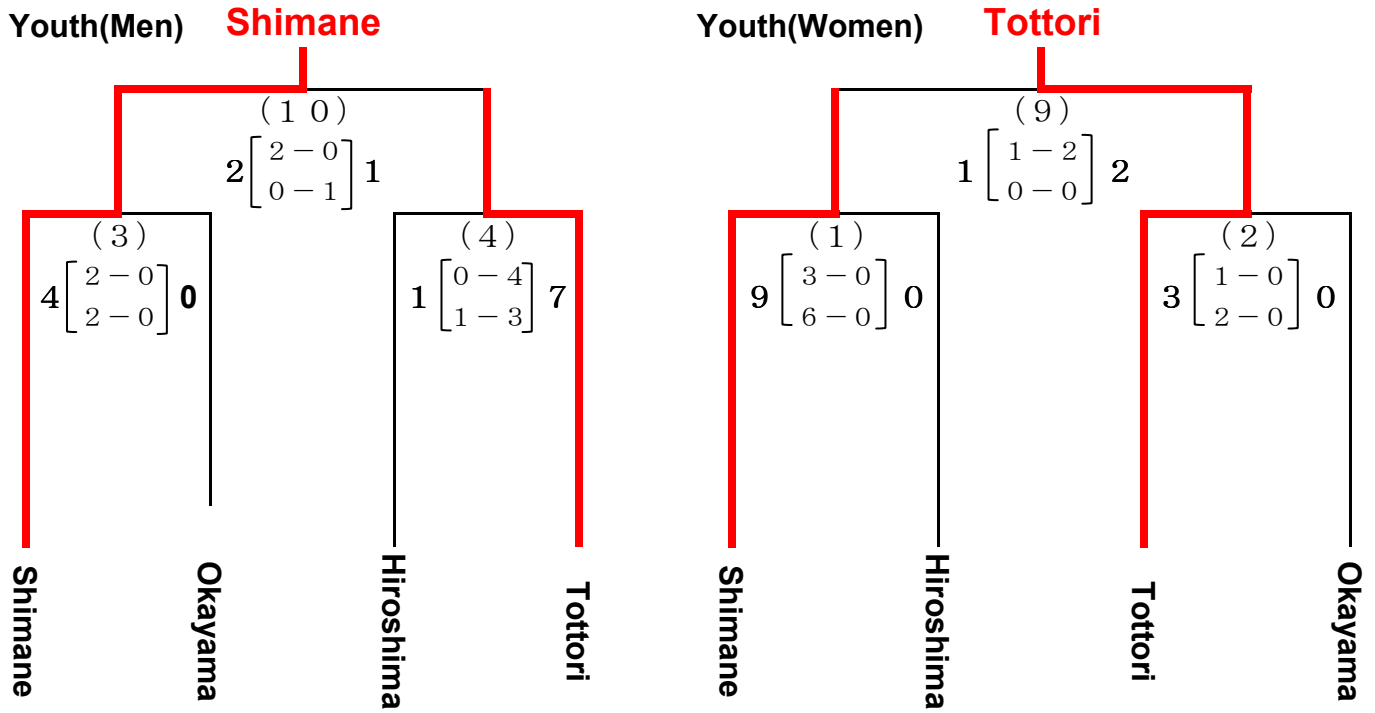 Youth(Men) Shimane
(10)
2 [ 2-0 ] 1
0-1
(3)
4 [ 2-0 ] 0
2-0
(4)
1 [ 0-4 ] 7
1-3
Shimane
Okayama
Hiroshima
Tottori
Youth(Women) Tottori
(9)
1 [ 1-2 ] 2
0-0
(1)
9 [ 3-0 ] 0
6-0
(2)
3 [ 1-0 ] 0
2-0
Shimane
Hiroshima
Tottori
Okayama